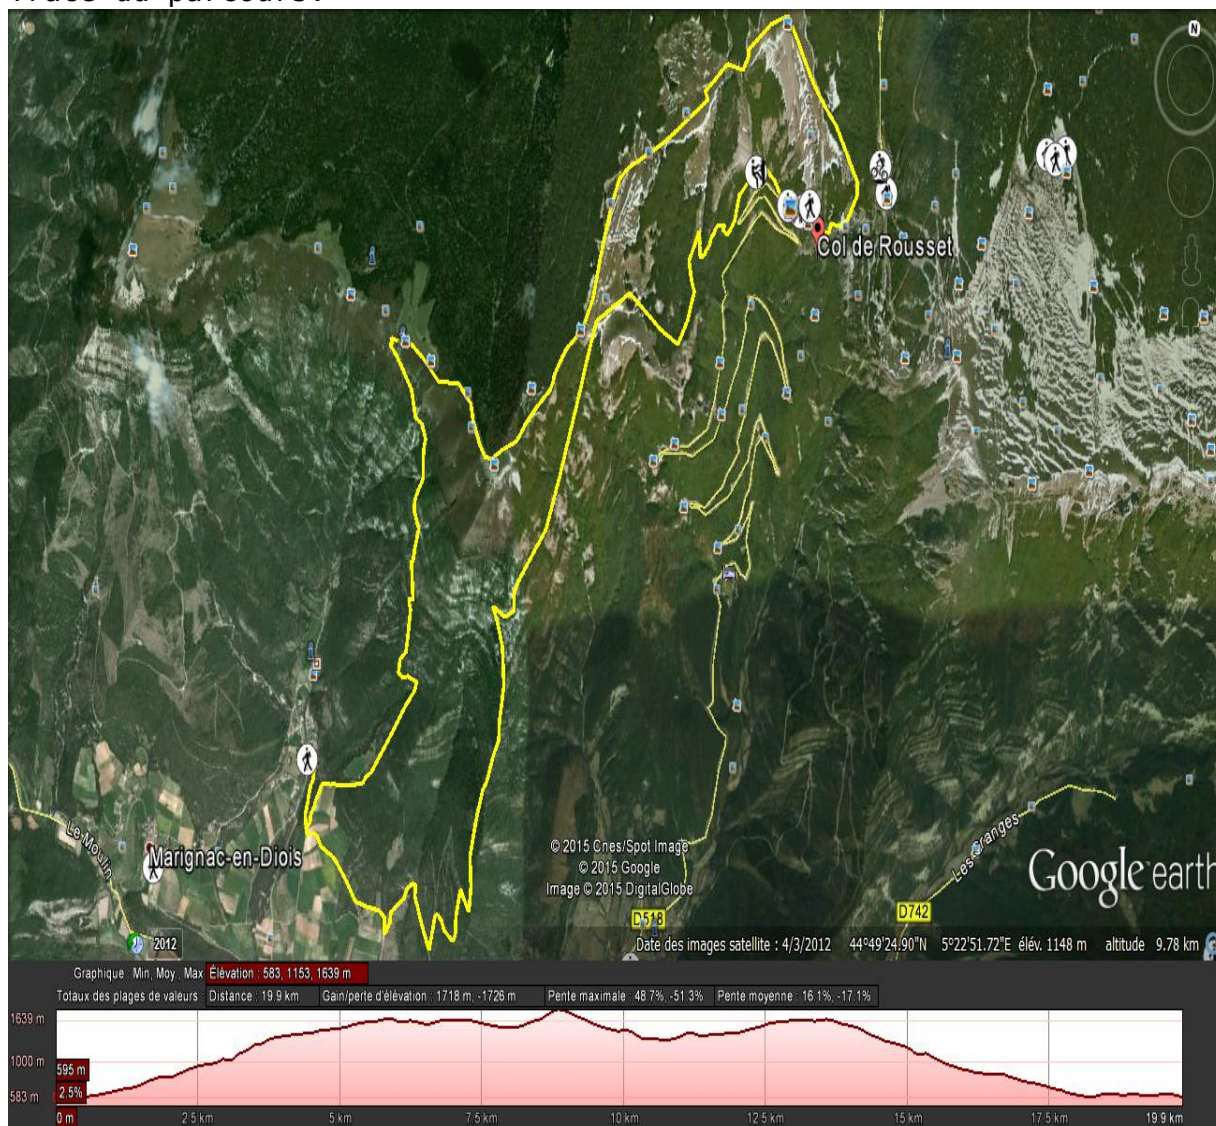 N
Col de Rousset
Le Moulin
Marignac-en-Diois
© 2015 Cnes/Spot Image
© 2015 Google
Image © 2015 DigitalGlobe
Les Granges
Google earth
D518
D742
2012
Date des images satellite : 4/3/2012 44°49'24.90"N 5°22'51.72"E élév. 1148 m altitude 9.78 km
Graphique : Min, Moy., Max Élévation : 583, 1153, 1639 m
Totaux des plages de valeurs : Distance : 19.9 km Gain/perte d'élévation : 1718 m, -1726 m Pente maximale : 48.7%, -51.3% Pente moyenne : 16.1%, -17.1%
1639 m
1000 m
595 m
583 m
2.5%
0 m 2.5 km 5 km 7.5 km 10 km 12.5 km 15 km 17.5 km 19.9 km